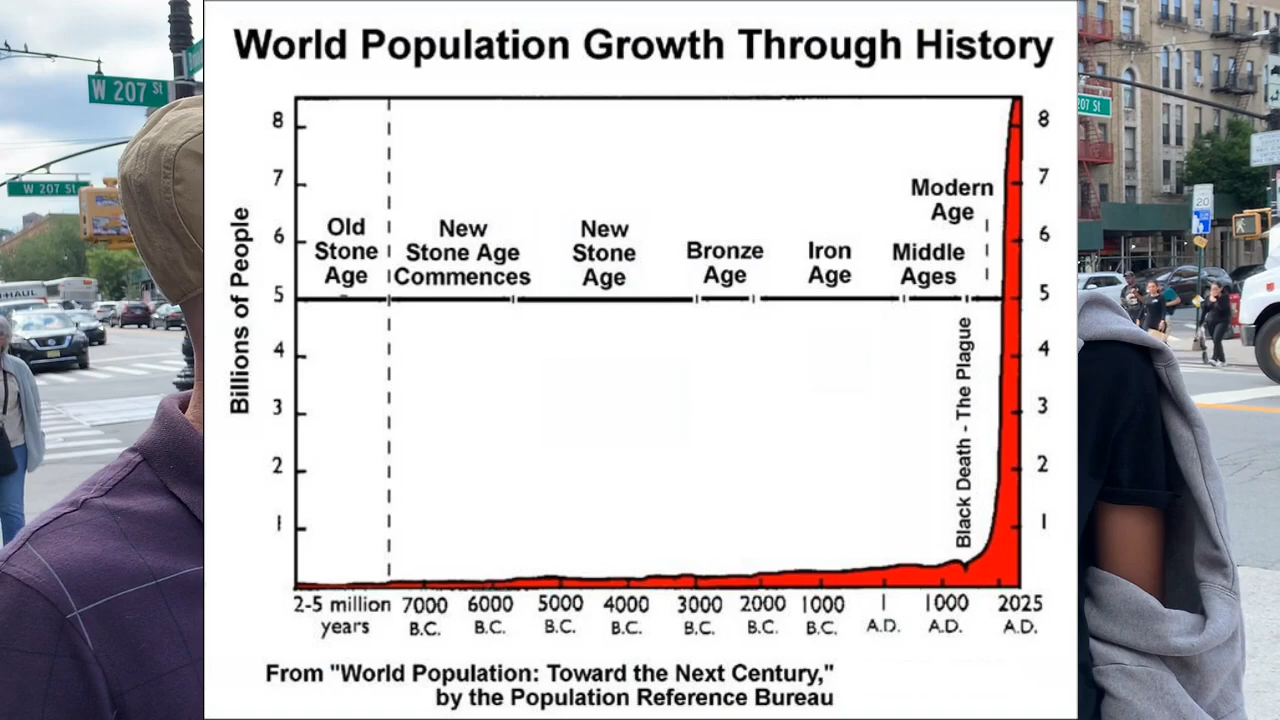 World Population Growth Through History
W 207 St
W 207 St
207 St
U-HAUL
20
Billions of People
8
7
6
5
4
3
2
1
8
7
6
5
4
3
2
1
Old
Stone
Age
New
Stone Age
Commences
New
Stone
Age
Bronze
Age
Iron
Age
Middle
Ages
Modern
Age
Black Death - The Plague
2-5 million
years
7000
B.C.
6000
B.C.
5000
B.C.
4000
B.C.
3000
B.C.
2000
B.C.
1000
B.C.
1
A.D.
1000
A.D.
2025
A.D.
From "World Population: Toward the Next Century,"
by the Population Reference Bureau